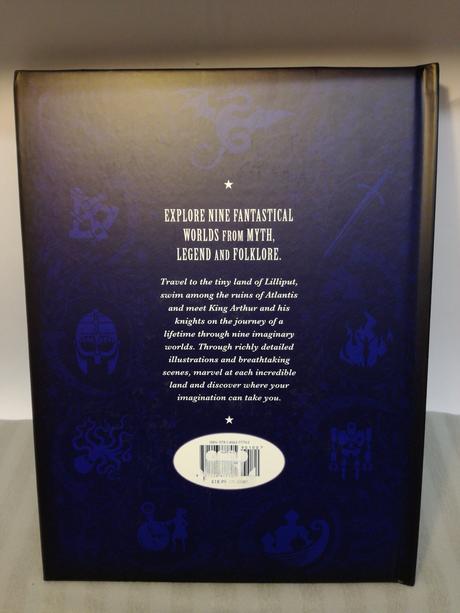 EXPLORE NINE FANTASTICAL
WORLDS FROM MYTH,
LEGEND AND FOLKLORE.
Travel to the tiny land of Lilliput,
swim among the ruins of Atlantis
and meet King Arthur and his
knights on the journey of a
lifetime through nine imaginary
worlds. Through richly detailed
illustrations and breathtaking
scenes, marvel at each incredible
land and discover where your
imagination can take you.